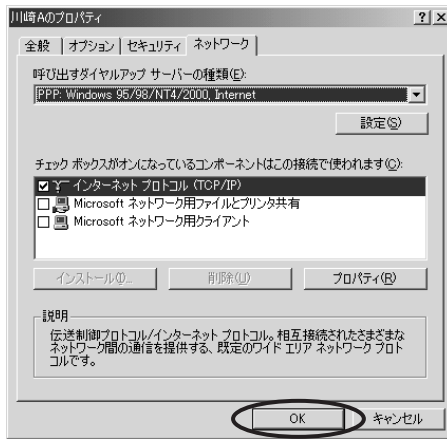 川崎Aのプロパティ
全般 オプション セキュリティ ネットワーク
呼び出すダイヤルアップ サーバーの種類(E):
PPP: Windows 95/98/NT4/2000, Internet
設定(S)
チェック ボックスがオンになっているコンポーネントはこの接続で使われます(O):
インターネット プロトコル (TCP/IP)
Microsoft ネットワーク用ファイルとプリンタ共有
Microsoft ネットワーク用クライアント
インストール(I)... 削除(U) プロパティ(R)
説明
伝送制御プロトコル/インターネット プロトコル。相互接続されたさまざまな
ネットワーク間の通信を提供する、既定のワイド エリア ネットワーク プロト
コルです。
OK キャンセル